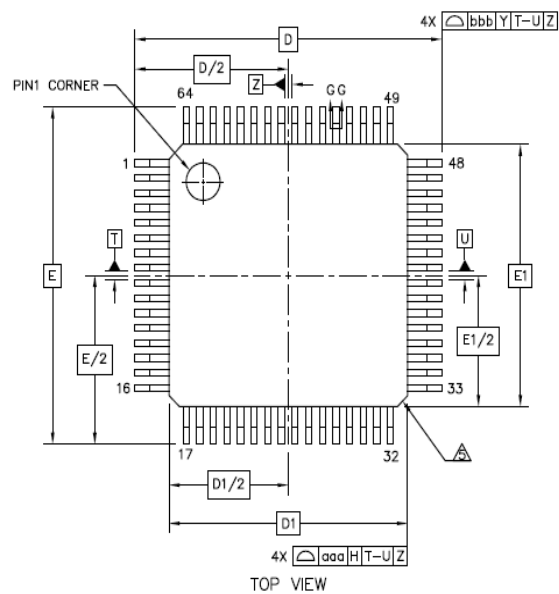 4X ⌓ bbb Y T-U Z
D
D/2
Z
G G
PIN1 CORNER
64
49
1
48
T
U
E
E1
E/2
E1/2
16
33
17
32
5
D1/2
D1
4X ⌓ aaa H T-U Z
TOP VIEW